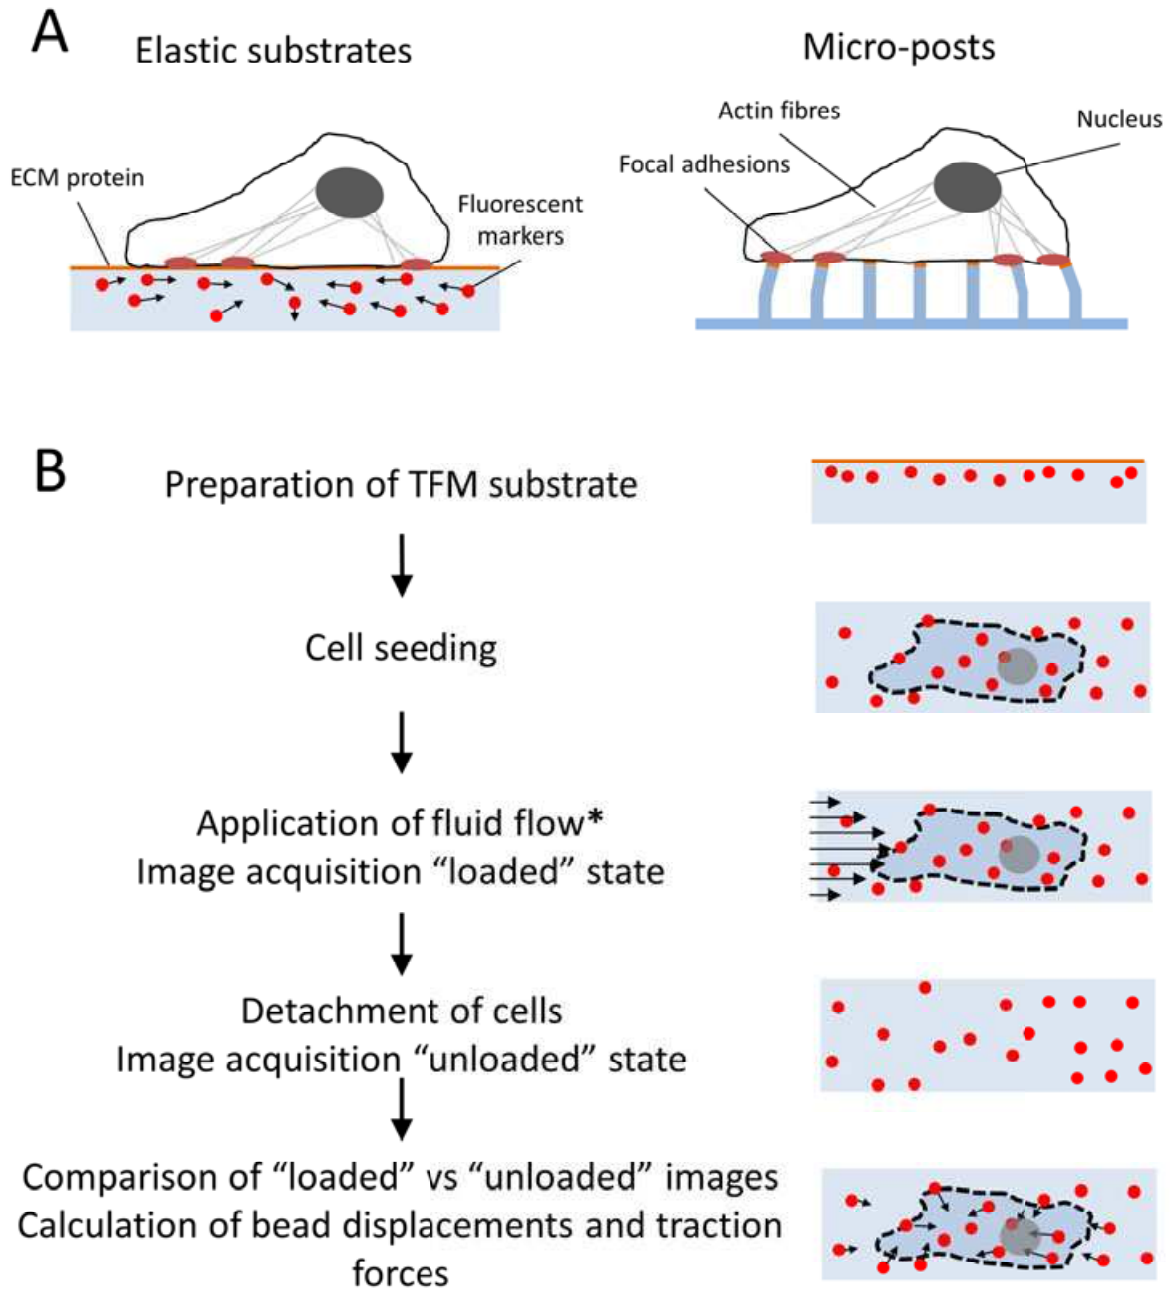 A
Elastic substrates
Micro-posts
Actin fibres
Nucleus
Focal adhesions
ECM protein
Fluorescent
markers
B
Preparation of TFM substrate
Cell seeding
Application of fluid flow*
Image acquisition “loaded” state
Detachment of cells
Image acquisition “unloaded” state
Comparison of “loaded” vs “unloaded” images
Calculation of bead displacements and traction
forces